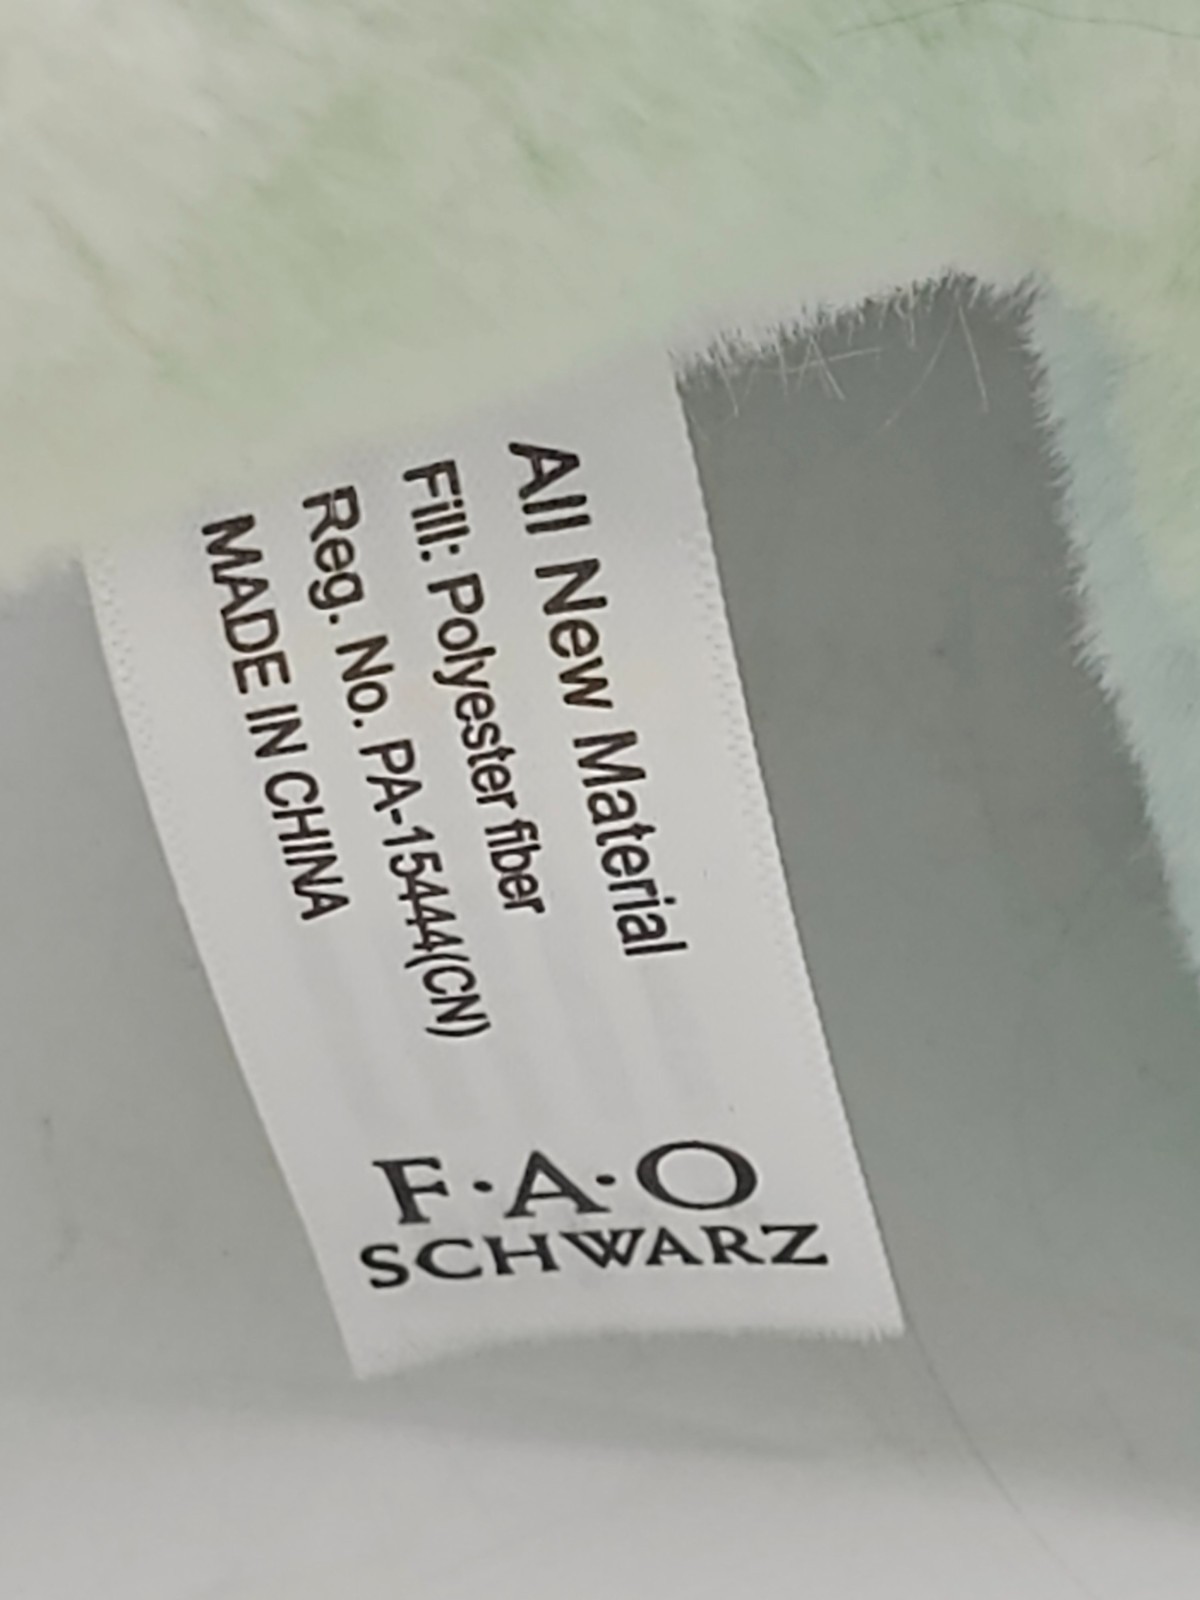 All New Material
Fill: Polyester fiber
Reg. No. PA-15444(CN)
MADE IN CHINA
F·A·O
SCHWARZ